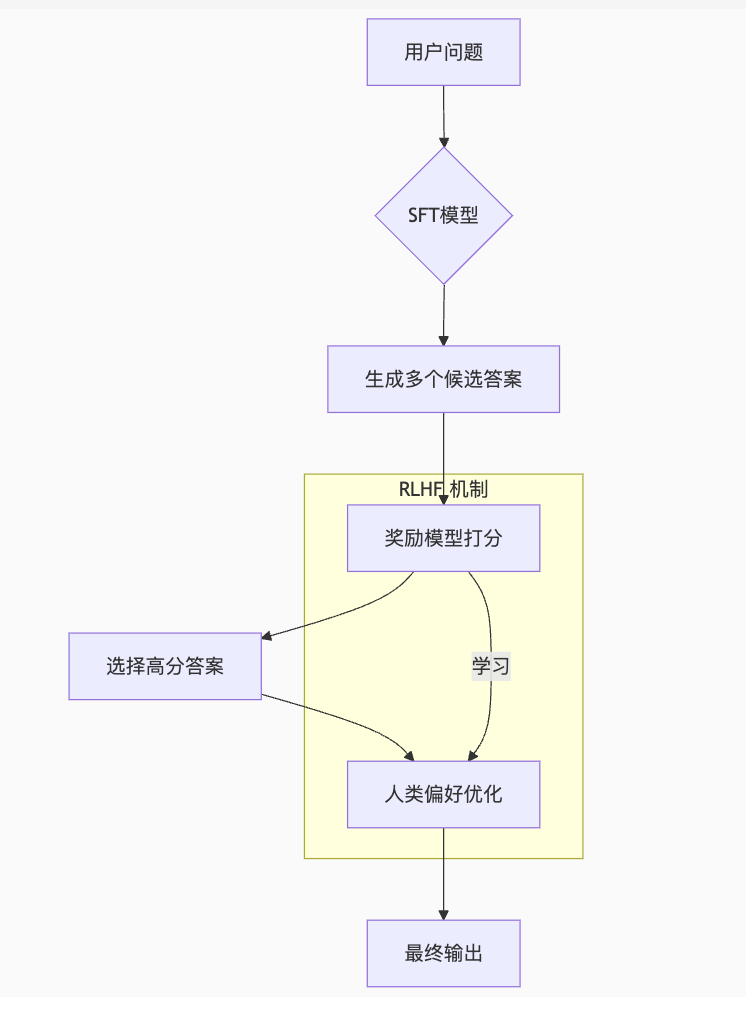 用户问题
SFT模型
生成多个候选答案
RLHF 机制
奖励模型打分
选择高分答案
学习
人类偏好优化
最终输出